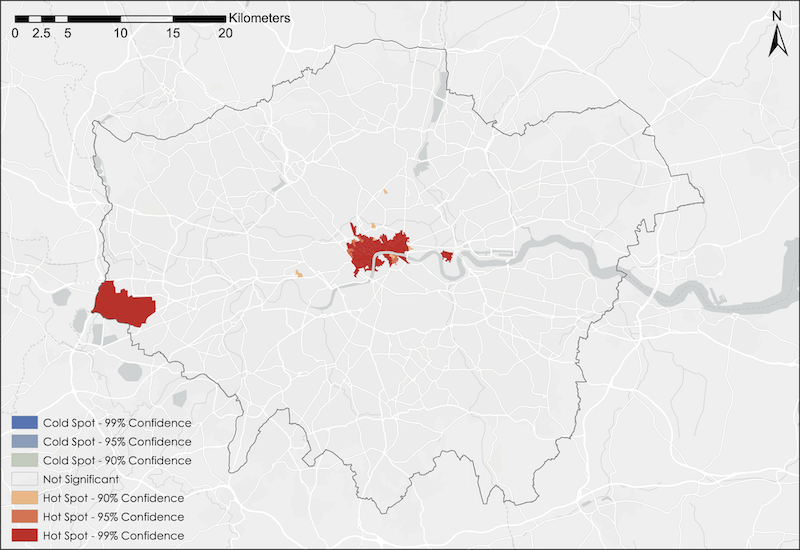 Kilometers
0 2.5 5 10 15 20
N
Cold Spot - 99% Confidence
Cold Spot - 95% Confidence
Cold Spot - 90% Confidence
Not Significant
Hot Spot - 90% Confidence
Hot Spot - 95% Confidence
Hot Spot - 99% Confidence